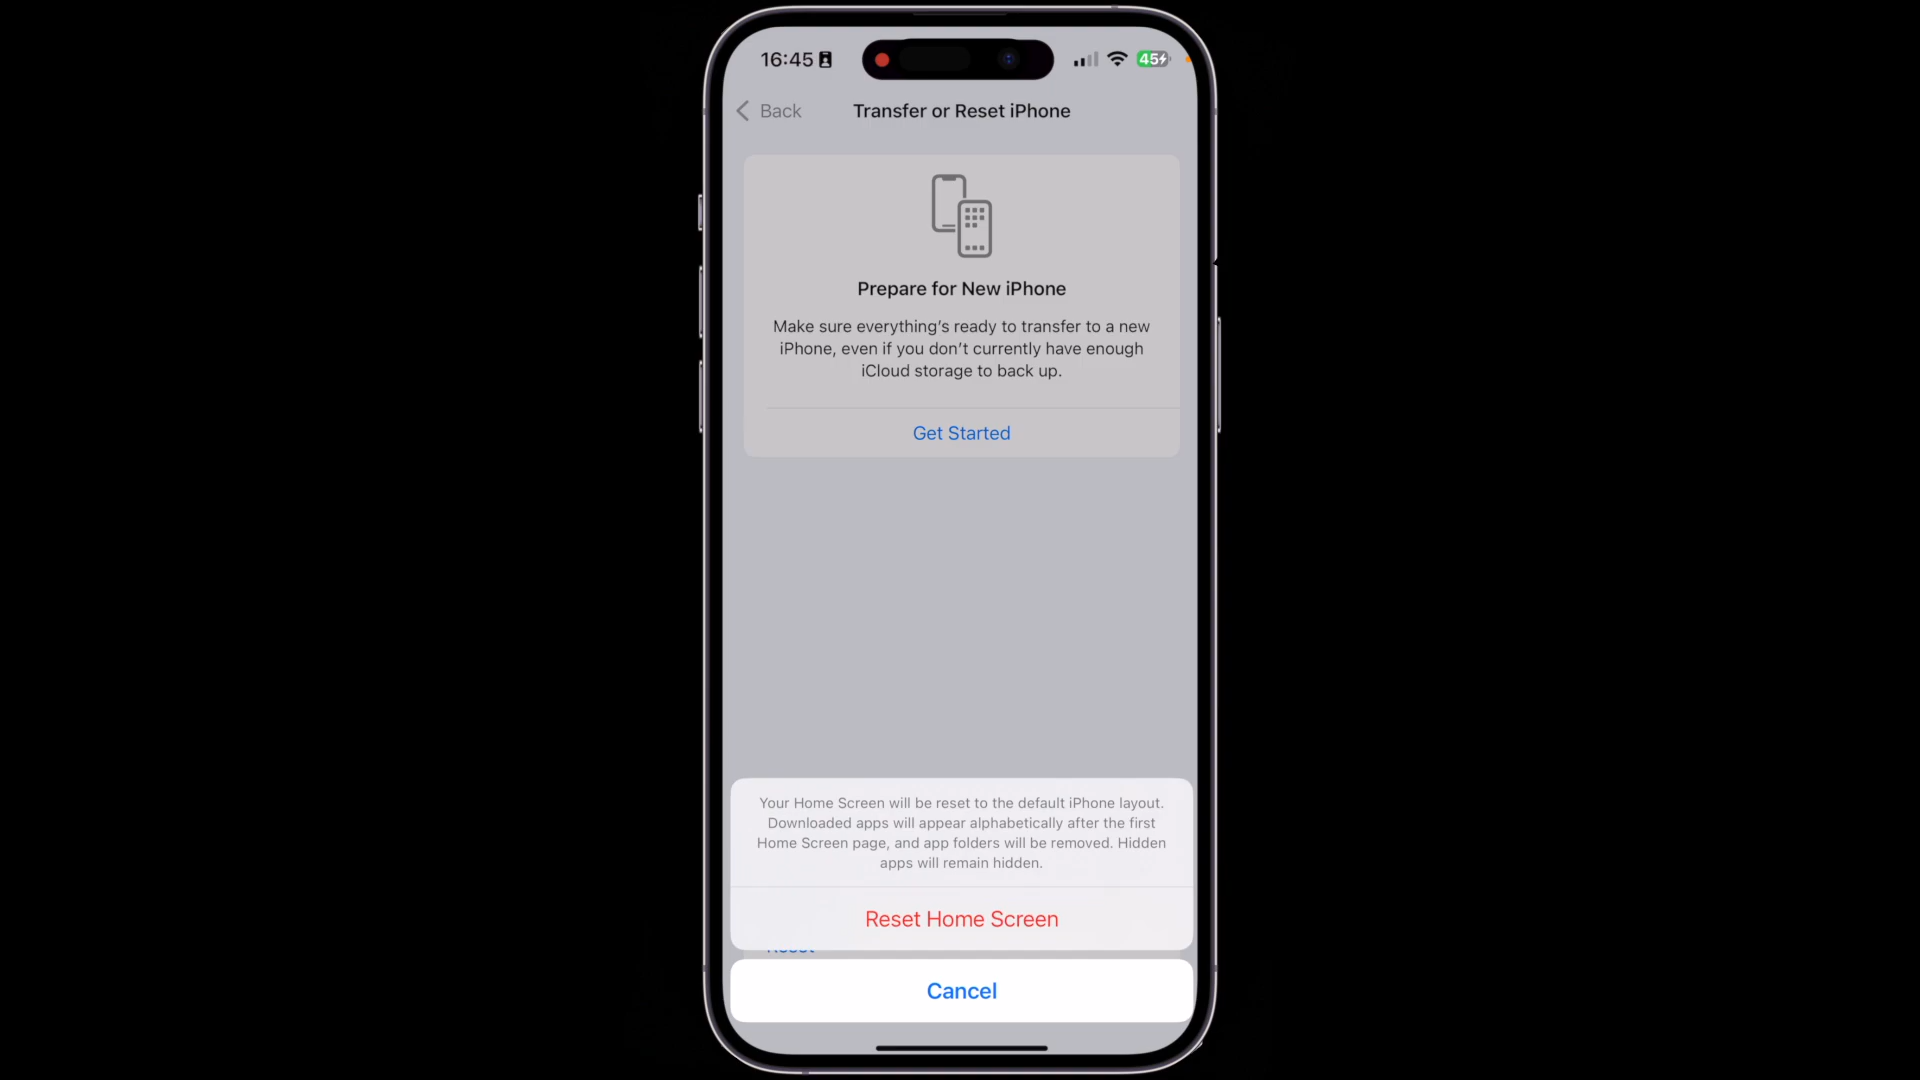 16:45
45
Back
Transfer or Reset iPhone
Prepare for New iPhone
Make sure everything's ready to transfer to a new
iPhone, even if you don't currently have enough
iCloud storage to back up.
Get Started
Your Home Screen will be reset to the default iPhone layout.
Downloaded apps will appear alphabetically after the first
Home Screen page, and app folders will be removed. Hidden
apps will remain hidden.
Reset Home Screen
Reset
Cancel